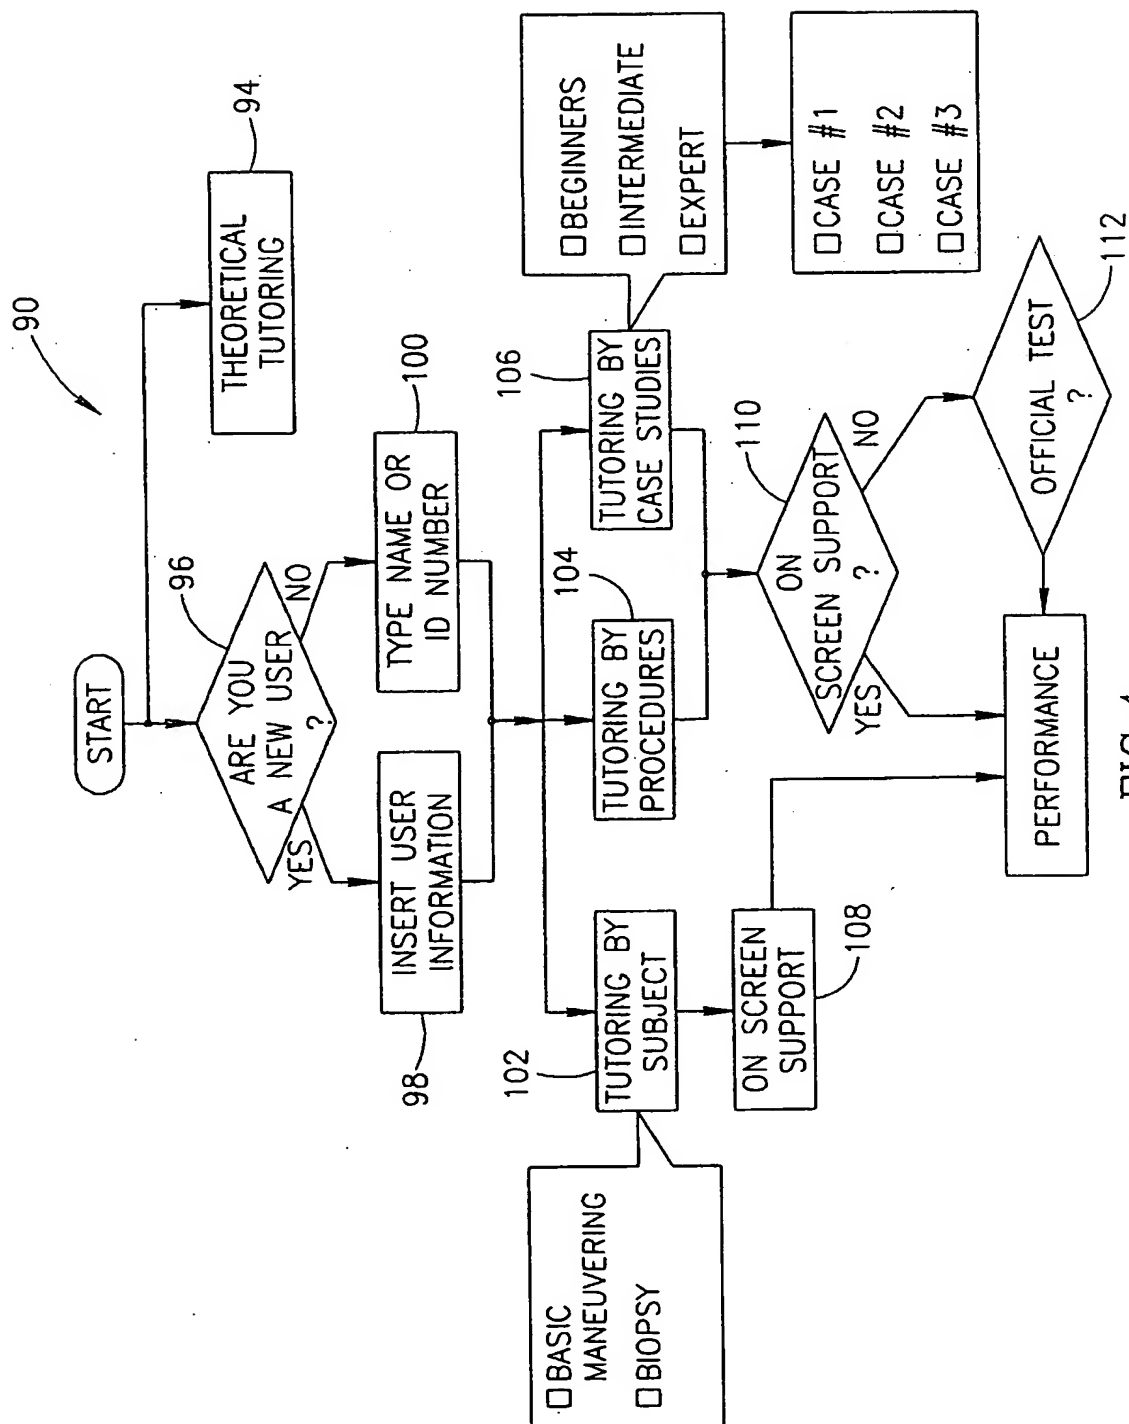 90
START
94
THEORETICAL
TUTORING
96
ARE YOU
A NEW USER
?
YES
NO
98
INSERT USER
INFORMATION
100
TYPE NAME OR
ID NUMBER
102
TUTORING BY
SUBJECT
□ BASIC
MANEUVERING
□ BIOPSY
104
TUTORING BY
PROCEDURES
106
TUTORING BY
CASE STUDIES
□ BEGINNERS
□ INTERMEDIATE
□ EXPERT
□ CASE #1
□ CASE #2
□ CASE #3
ON SCREEN
SUPPORT
108
110
ON
SCREEN SUPPORT
?
YES
NO
112
OFFICIAL TEST
?
PERFORMANCE